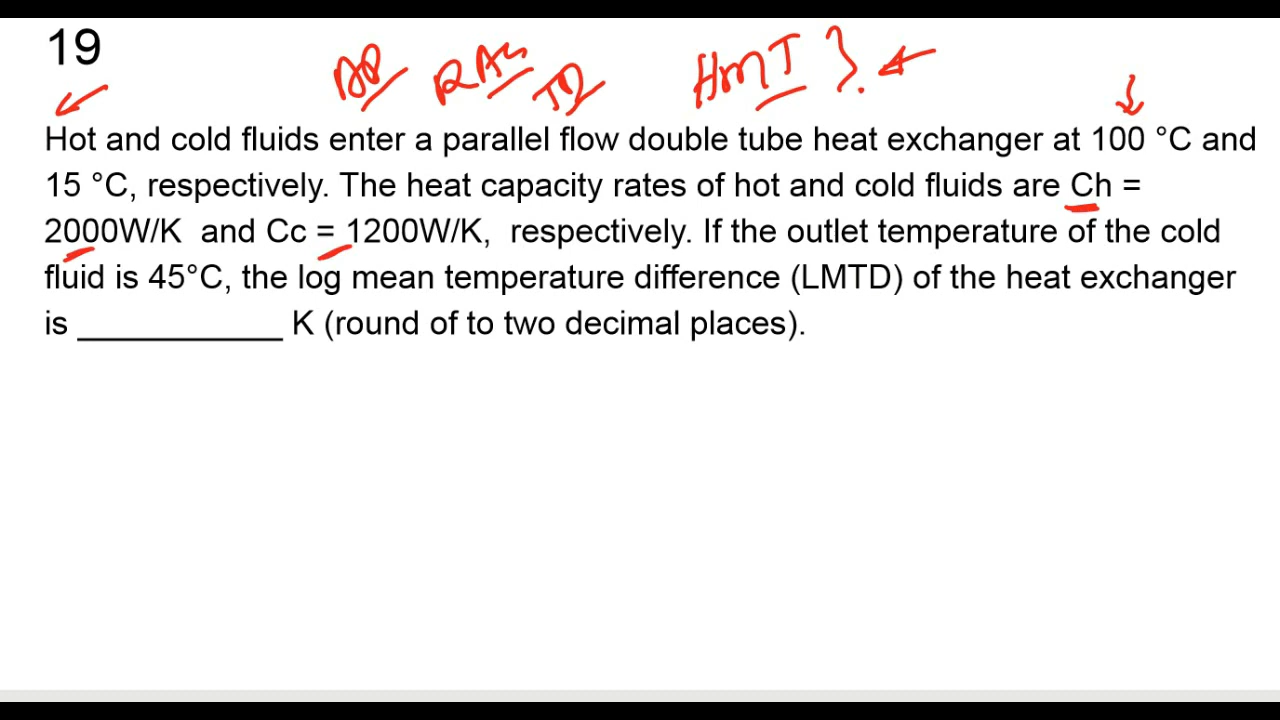 19
RAC HMT ?
Hot and cold fluids enter a parallel flow double tube heat exchanger at 100 °C and
15 °C, respectively. The heat capacity rates of hot and cold fluids are Ch =
2000W/K and Cc = 1200W/K, respectively. If the outlet temperature of the cold
fluid is 45°C, the log mean temperature difference (LMTD) of the heat exchanger
is ____________ K (round of to two decimal places).